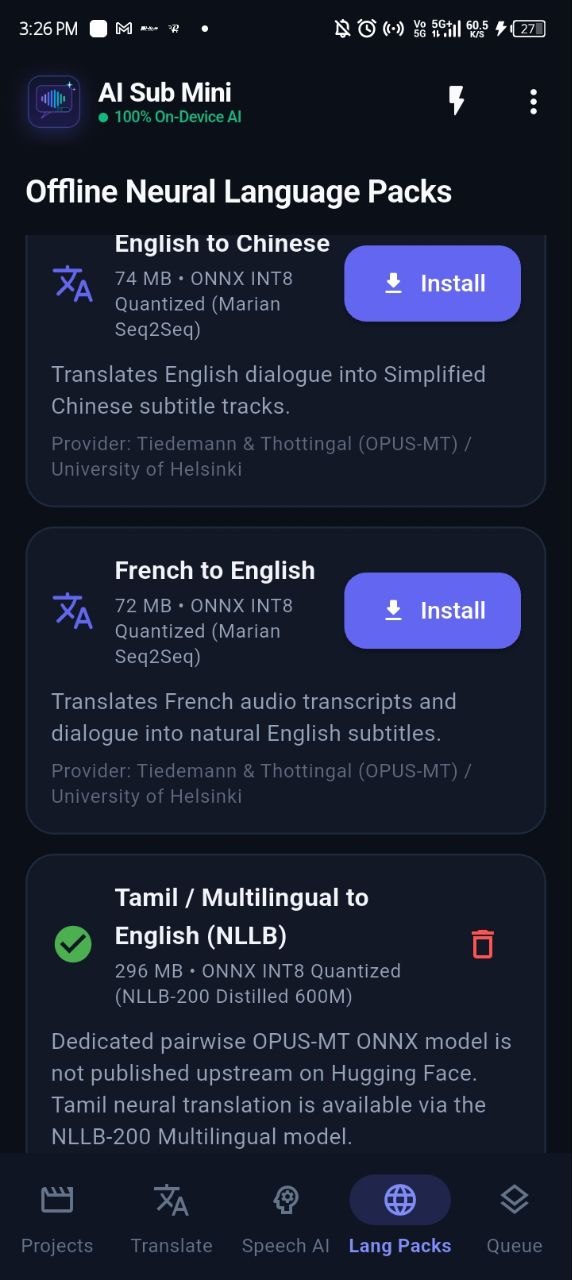 3:26 PM
Vo 5G 5G+ 60.5 K/S 27
AI Sub Mini
100% On-Device AI
Offline Neural Language Packs
English to Chinese
74 MB • ONNX INT8
Quantized (Marian
Seq2Seq)
Install
Translates English dialogue into Simplified
Chinese subtitle tracks.
Provider: Tiedemann & Thottingal (OPUS-MT) /
University of Helsinki
French to English
72 MB • ONNX INT8
Quantized (Marian
Seq2Seq)
Install
Translates French audio transcripts and
dialogue into natural English subtitles.
Provider: Tiedemann & Thottingal (OPUS-MT) /
University of Helsinki
Tamil / Multilingual to
English (NLLB)
296 MB • ONNX INT8 Quantized
(NLLB-200 Distilled 600M)
Dedicated pairwise OPUS-MT ONNX model is
not published upstream on Hugging Face.
Tamil neural translation is available via the
NLLB-200 Multilingual model.
Projects
Translate
Speech AI
Lang Packs
Queue